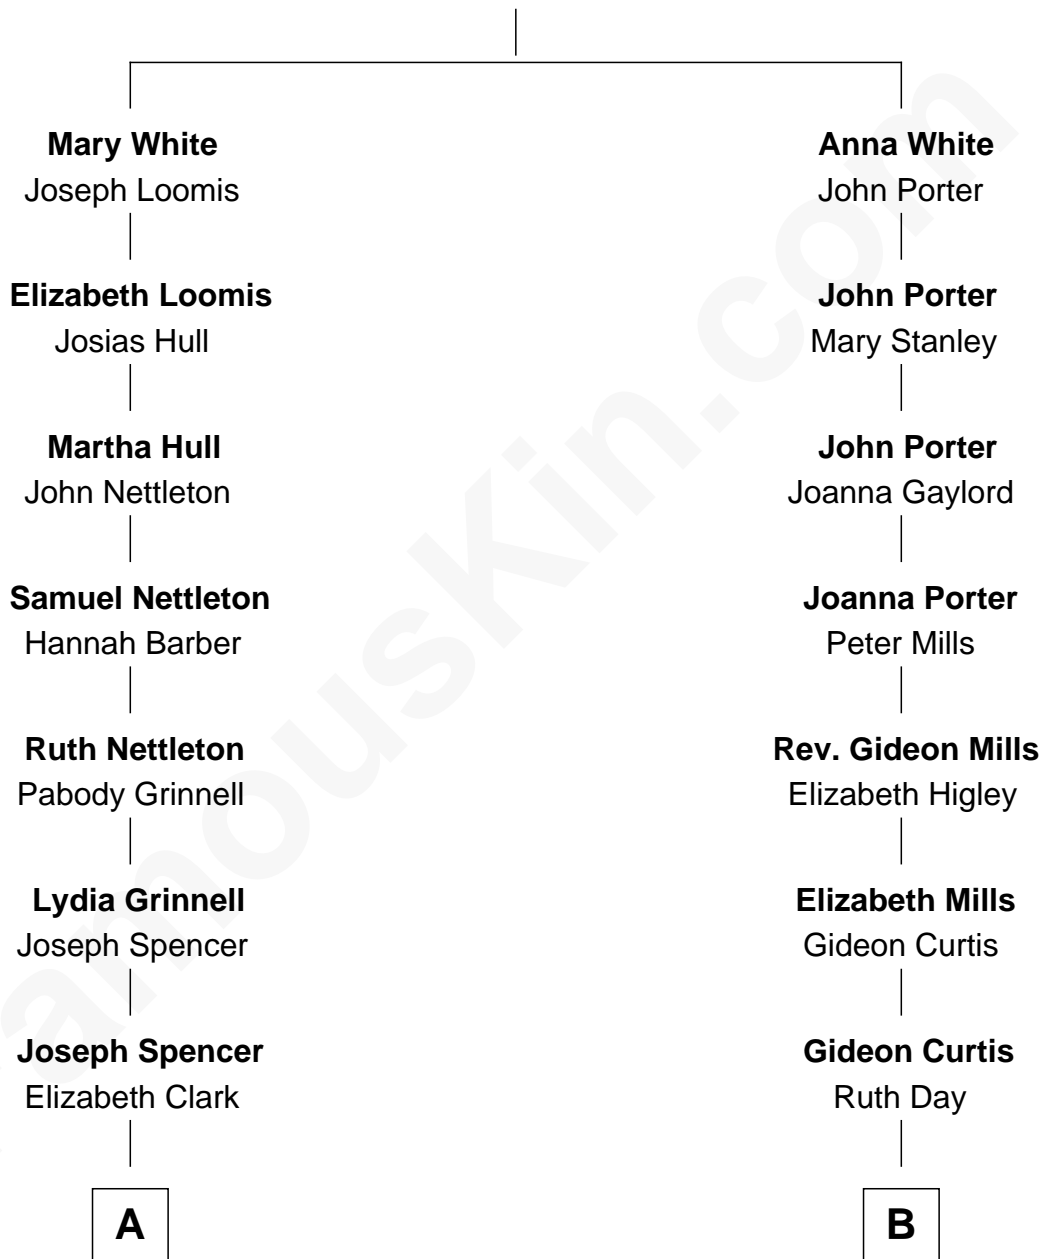 Mary White
Joseph Loomis
Elizabeth Loomis
Josias Hull
Martha Hull
John Nettleton
Samuel Nettleton
Hannah Barber
Ruth Nettleton
Pabody Grinnell
Lydia Grinnell
Joseph Spencer
Joseph Spencer
Elizabeth Clark
A
Anna White
John Porter
John Porter
Mary Stanley
John Porter
Joanna Gaylord
Joanna Porter
Peter Mills
Rev. Gideon Mills
Elizabeth Higley
Elizabeth Mills
Gideon Curtis
Gideon Curtis
Ruth Day
B
amouskin.com